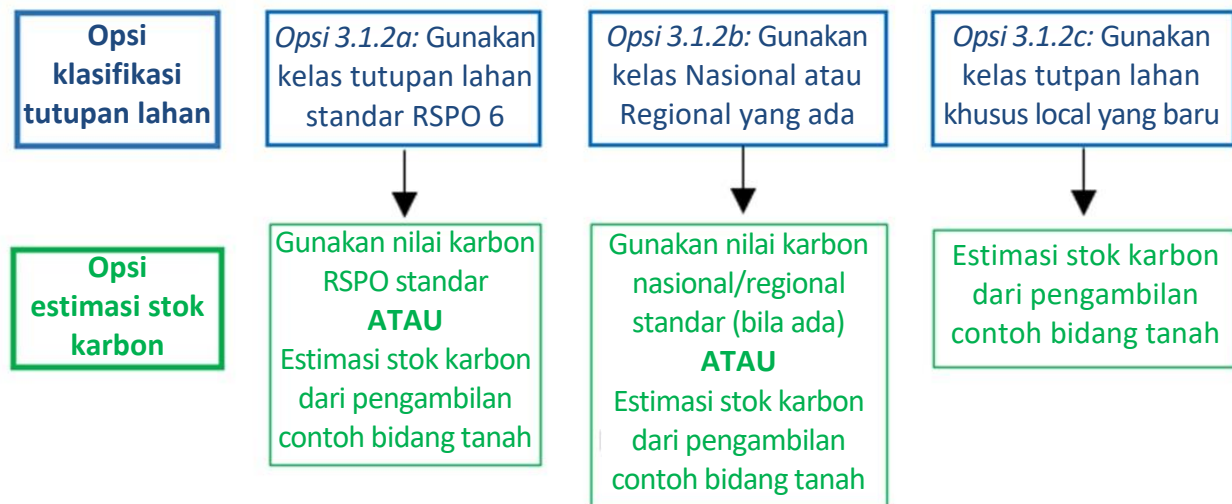 Opsi
klasifikasi
tutupan lahan
Opsi 3.1.2a: Gunakan
kelas tutupan lahan
standar RSPO 6
Opsi 3.1.2b: Gunakan
kelas Nasional atau
Regional yang ada
Opsi 3.1.2c: Gunakan
kelas tutpan lahan
khusus local yang baru
Opsi
estimasi stok
karbon
Gunakan nilai karbon
RSPO standar
ATAU
Estimasi stok karbon
dari pengambilan
contoh bidang tanah
Gunakan nilai karbon
nasional/regional
standar (bila ada)
ATAU
Estimasi stok karbon
dari pengambilan
contoh bidang tanah
Estimasi stok karbon
dari pengambilan
contoh bidang tanah